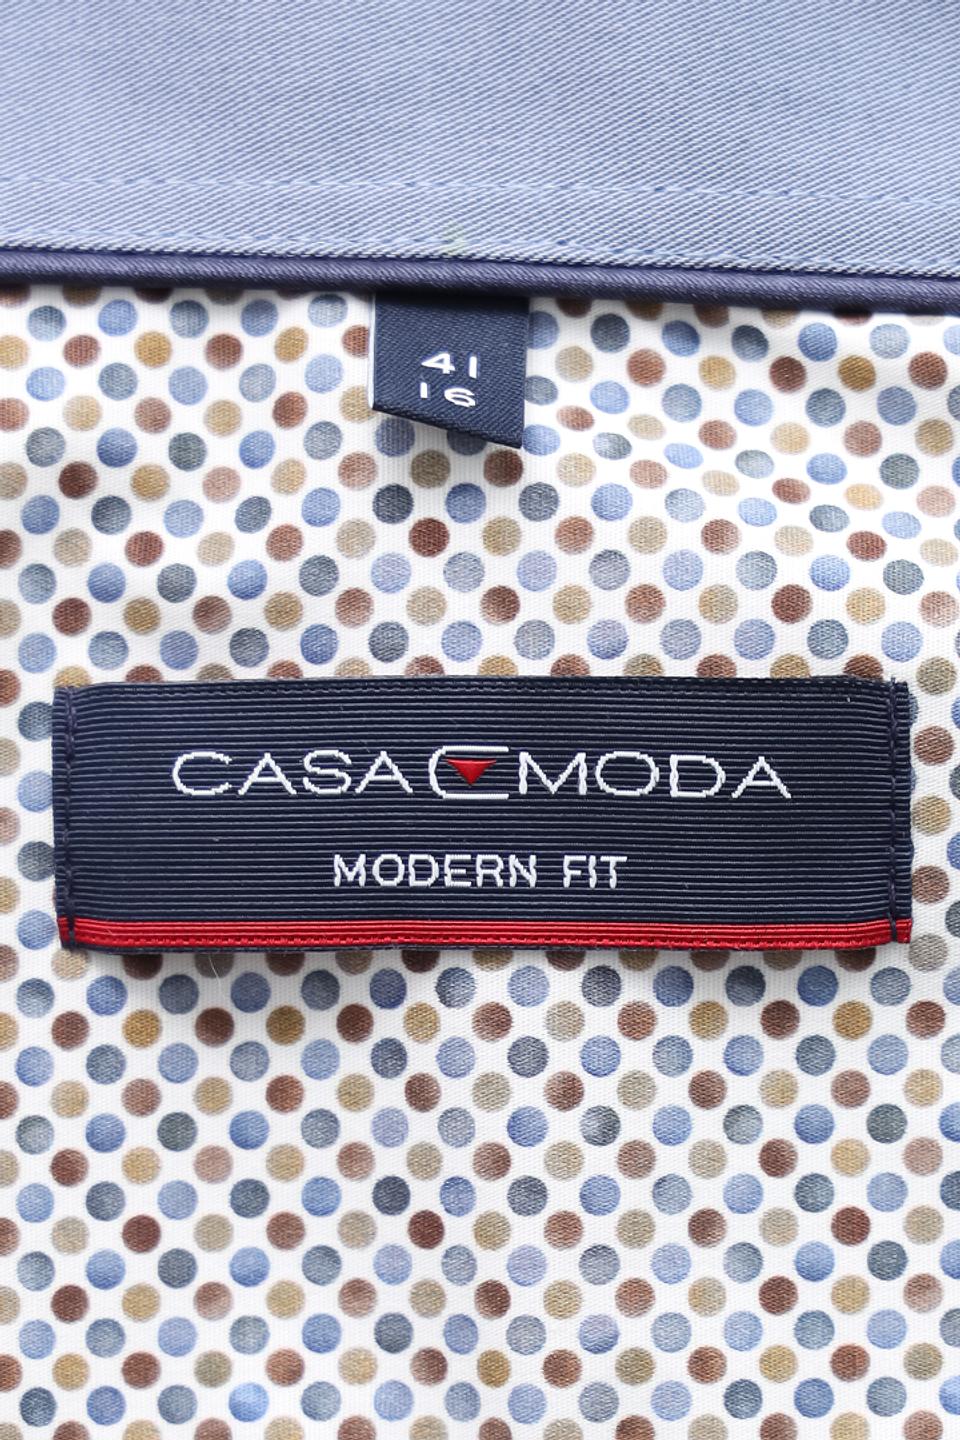 41
16
CASA MODA
MODERN FIT